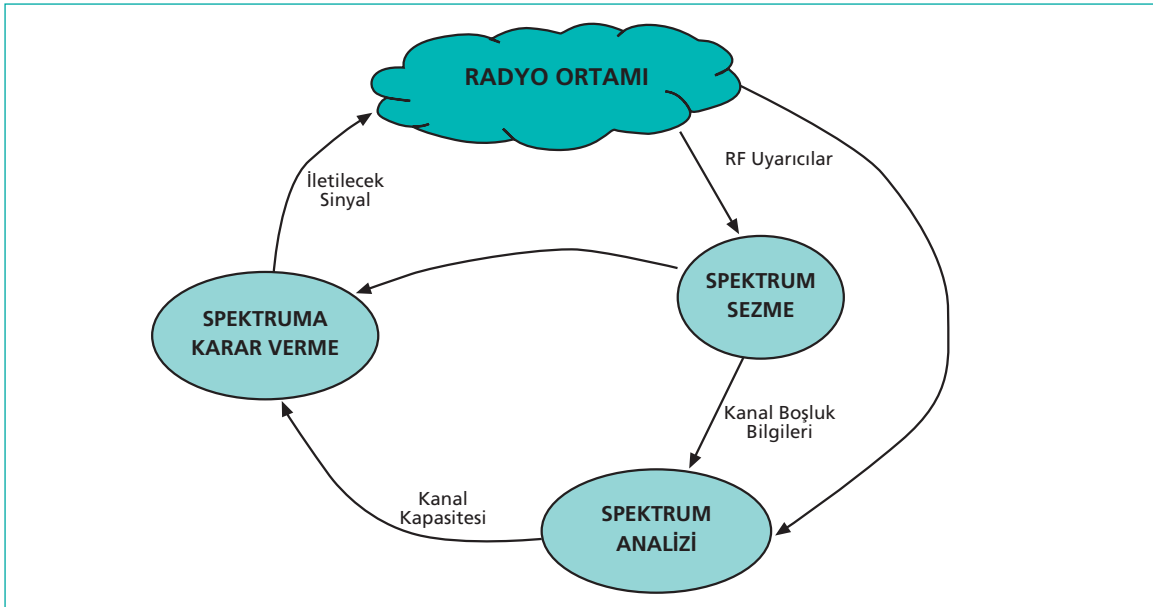 RADYO ORTAMI
RF Uyarıcılar
İletilecek
Sinyal
SPEKTRUM
SEZME
SPEKTRUMA
KARAR VERME
Kanal Boşluk
Bilgileri
Kanal
Kapasitesi
SPEKTRUM
ANALİZİ